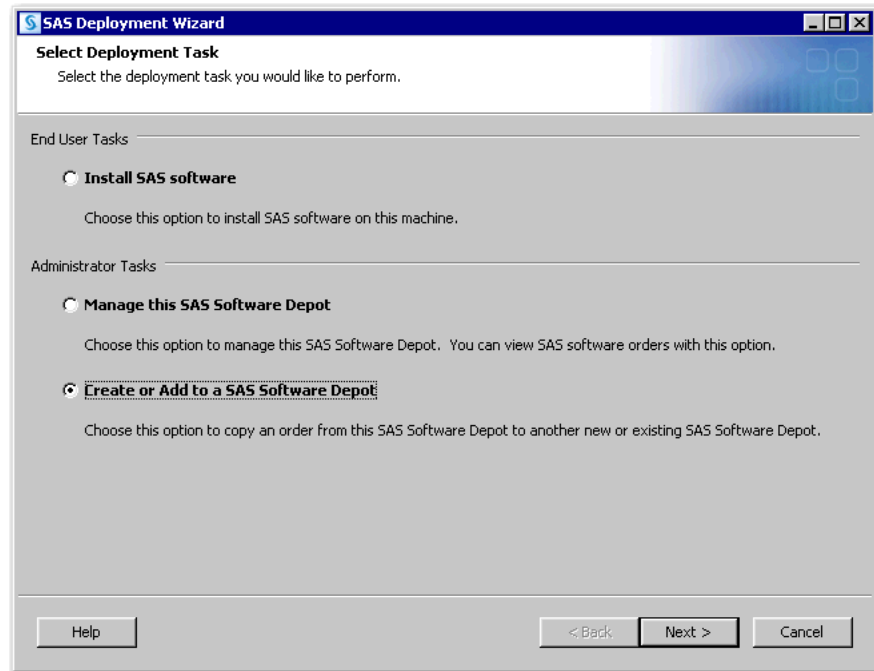 SAS Deployment Wizard
Select Deployment Task
Select the deployment task you would like to perform.
End User Tasks
Install SAS software
Choose this option to install SAS software on this machine.
Administrator Tasks
Manage this SAS Software Depot
Choose this option to manage this SAS Software Depot.  You can view SAS software orders with this option.
Create or Add to a SAS Software Depot
Choose this option to copy an order from this SAS Software Depot to another new or existing SAS Software Depot.
Help
< Back
Next >
Cancel